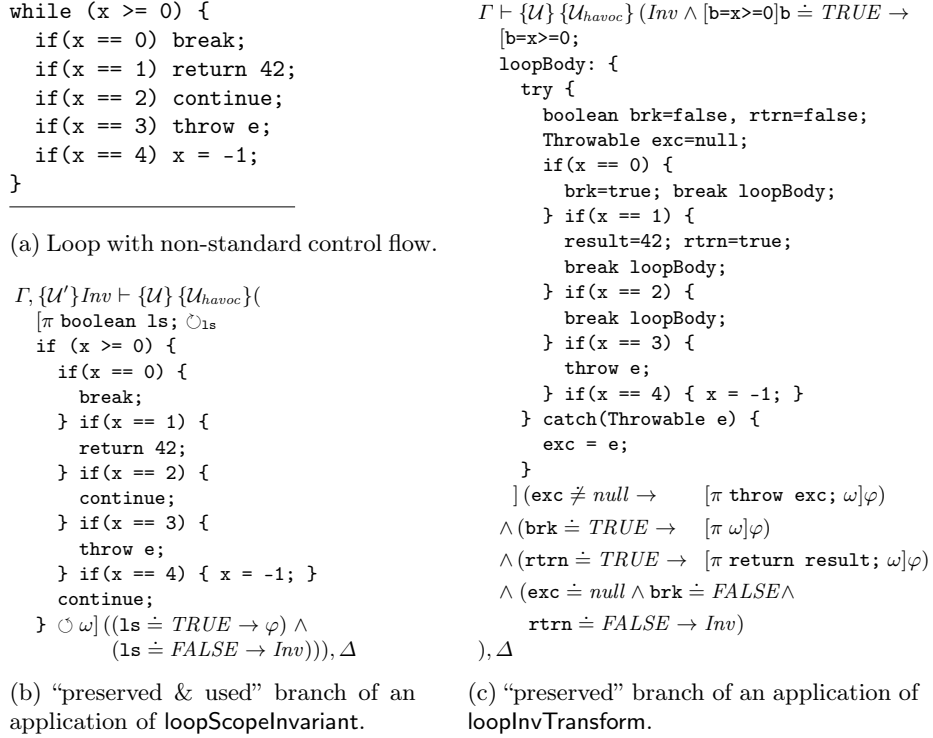 while (x >= 0) {
if(x == 0) break;
if(x == 1) return 42;
if(x == 2) continue;
if(x == 3) throw e;
if(x == 4) x = -1;
}
(a) Loop with non-standard control flow.
Γ, {𝒰′}Inv ⊢ {𝒰} {𝒰havoc}(
[π boolean ls; ↻ls
if (x >= 0) {
if(x == 0) {
break;
} if(x == 1) {
return 42;
} if(x == 2) {
continue;
} if(x == 3) {
throw e;
} if(x == 4) { x = -1; }
continue;
} ↻ ω] ((ls ≐ TRUE → φ) ∧
(ls ≐ FALSE → Inv))), Δ
(b) “preserved & used” branch of an
application of loopScopeInvariant.
Γ ⊢ {𝒰} {𝒰havoc} (Inv ∧ [b=x>=0]b ≐ TRUE →
[b=x>=0;
loopBody: {
try {
boolean brk=false, rtrn=false;
Throwable exc=null;
if(x == 0) {
brk=true; break loopBody;
} if(x == 1) {
result=42; rtrn=true;
break loopBody;
} if(x == 2) {
break loopBody;
} if(x == 3) {
throw e;
} if(x == 4) { x = -1; }
} catch(Throwable e) {
exc = e;
}
] (exc ≐̸ null → [π throw exc; ω]φ)
∧ (brk ≐ TRUE → [π ω]φ)
∧ (rtrn ≐ TRUE → [π return result; ω]φ)
∧ (exc ≐ null ∧ brk ≐ FALSE∧
rtrn ≐ FALSE → Inv)
), Δ
(c) “preserved” branch of an application of
loopInvTransform.